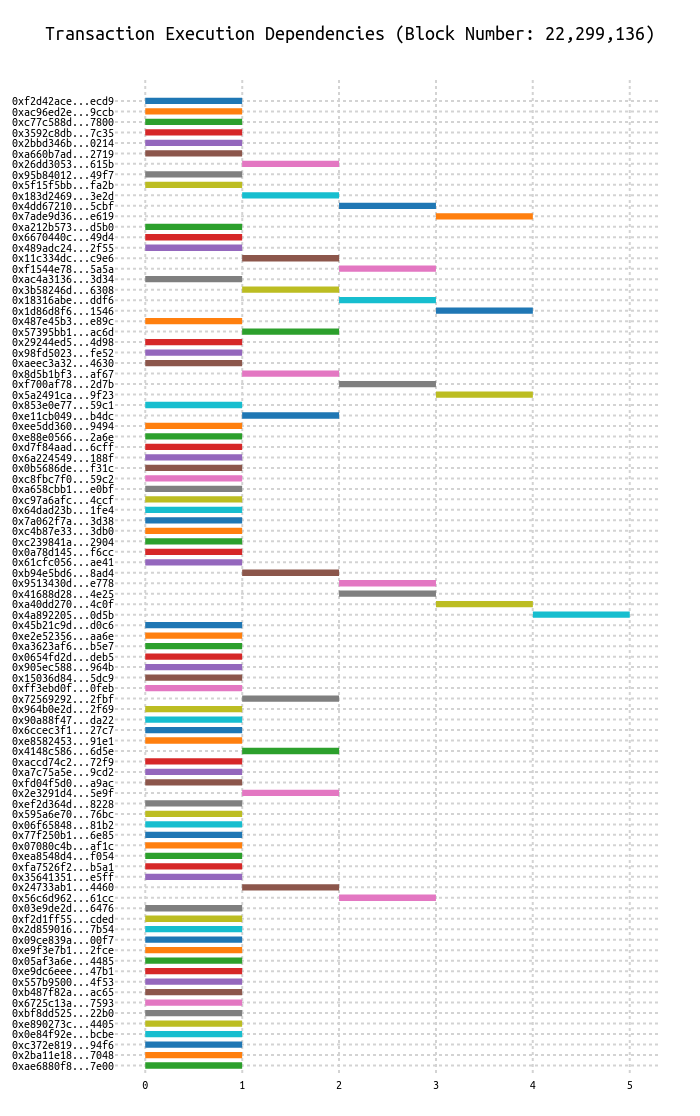 Transaction Execution Dependencies (Block Number: 22,299,136)
0xf2d42ace...ecd9
0xac96ed2e...9ccb
0xc77c588d...7800
0x3592c8db...7c35
0x2bbd346b...0214
0xa660b7ad...2719
0x26dd3053...615b
0x95b84012...49f7
0x5f15f5bb...fa2b
0x183d2469...3e2d
0x4dd67210...5cbf
0x7ade9d36...e619
0xa212b573...d5b0
0x6670440c...49d4
0x489adc24...2f55
0x11c334dc...c9e6
0xf1544e78...5a5a
0xac4a3136...3d34
0x3b58246d...6308
0x18316abe...ddf6
0x1d86d8f6...1546
0x487e45b3...e89c
0x57395bb1...ac6d
0x29244ed5...4d98
0x98fd5023...fe52
0xaeec3a32...4630
0x8d5b1bf3...af67
0xf700af78...2d7b
0x5a2491ca...9f23
0x853e0e77...59c1
0xe11cb049...b4dc
0xee5dd360...9494
0xe88e0566...2a6e
0xd7f84aad...6cff
0x6a224549...188f
0x0b5686de...f31c
0xc8fbc7f0...59c2
0xa658cbb1...e0bf
0xc97a6afc...4ccf
0x64dad23b...1fe4
0x7a062f7a...3d38
0xc4b87e33...3db0
0xc239841a...2904
0x0a78d145...f6cc
0x61cfc056...ae41
0xb94e5bd6...8ad4
0x9513430d...e778
0x41688d28...4e25
0xa40dd270...4c0f
0x4a892205...0d5b
0x45b21c9d...d0c6
0xe2e52356...aa6e
0xa3623af6...b5e7
0x0654fd2d...deb5
0x905ec588...964b
0x15036d84...5dc9
0xff3ebd0f...0feb
0x72569292...2fbf
0x964b0e2d...2f69
0x90a88f47...da22
0x6ccec3f1...27c7
0xe8582453...91e1
0x4148c586...6d5e
0xaccd74c2...72f9
0xa7c75a5e...9cd2
0xfd04f5d0...a9ac
0x2e3291d4...5e9f
0xef2d364d...8228
0x595a6e70...76bc
0x06f65848...81b2
0x77f250b1...6e85
0x07080c4b...af1c
0xea8548d4...f054
0xfa7526f2...b5a1
0x35641351...e5ff
0x24733ab1...4460
0x56c6d962...61cc
0x03e9de2d...6476
0xf2d1ff55...cded
0x2d859016...7b54
0x09ce839a...00f7
0xe9f3e7b1...2fce
0x05af3a6e...4485
0xe9dc6eee...47b1
0x557b9500...4f53
0xb487f82a...ac65
0x6725c13a...7593
0xbf8dd525...22b0
0xe890273c...4405
0x0e84f92e...bcbe
0xc372e819...94f6
0x2ba11e18...7048
0xae6880f8...7e00
0 1 2 3 4 5